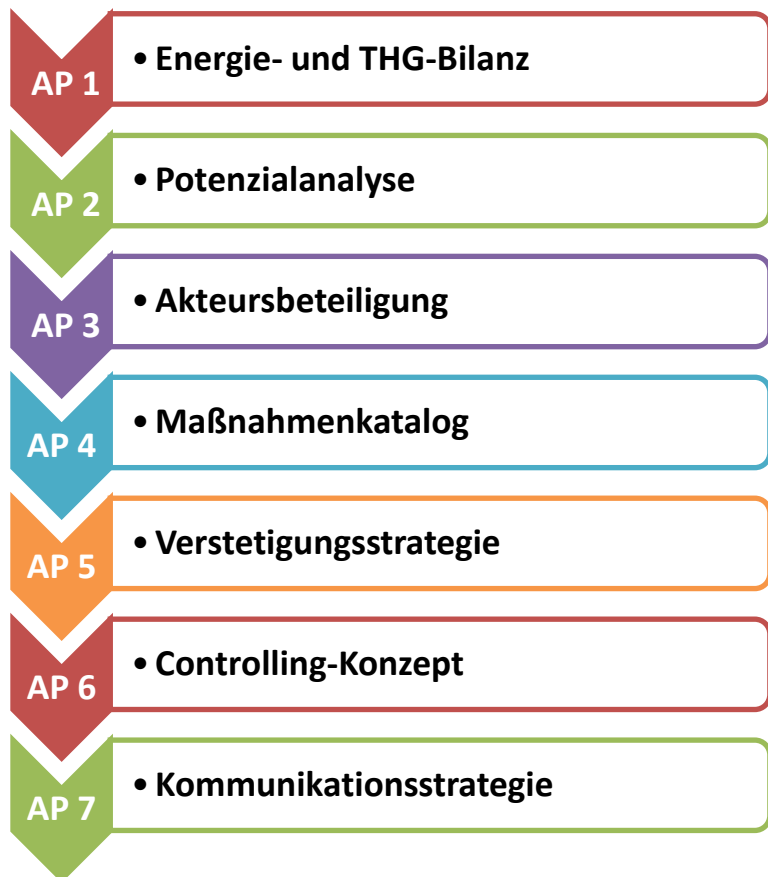 AP 1
• Energie- und THG-Bilanz
AP 2
• Potenzialanalyse
AP 3
• Akteursbeteiligung
AP 4
• Maßnahmenkatalog
AP 5
• Verstetigungsstrategie
AP 6
• Controlling-Konzept
AP 7
• Kommunikationsstrategie